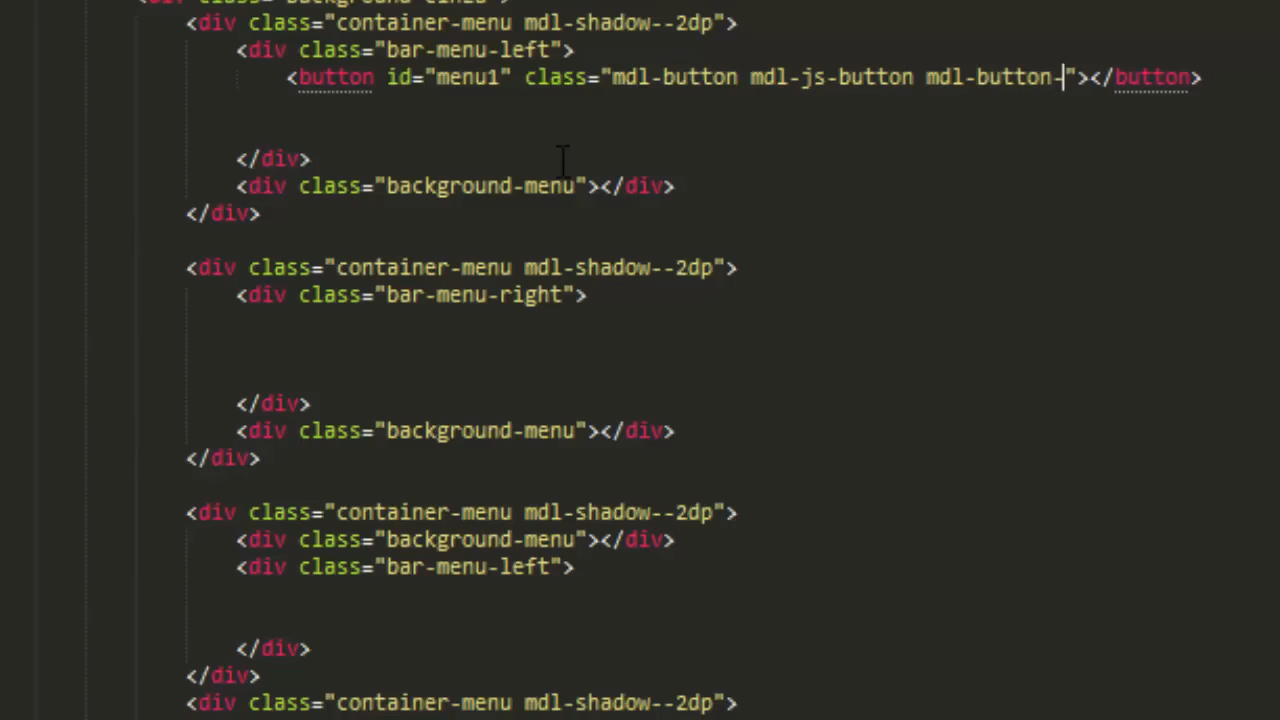 <div class="container-menu mdl-shadow--2dp">
<div class="bar-menu-left">
<button id="menu1" class="mdl-button mdl-js-button mdl-button-"></button>
</div>
<div class="background-menu"></div>
</div>
<div class="container-menu mdl-shadow--2dp">
<div class="bar-menu-right">
</div>
<div class="background-menu"></div>
</div>
<div class="container-menu mdl-shadow--2dp">
<div class="background-menu"></div>
<div class="bar-menu-left">
</div>
</div>
<div class="container-menu mdl-shadow--2dp">